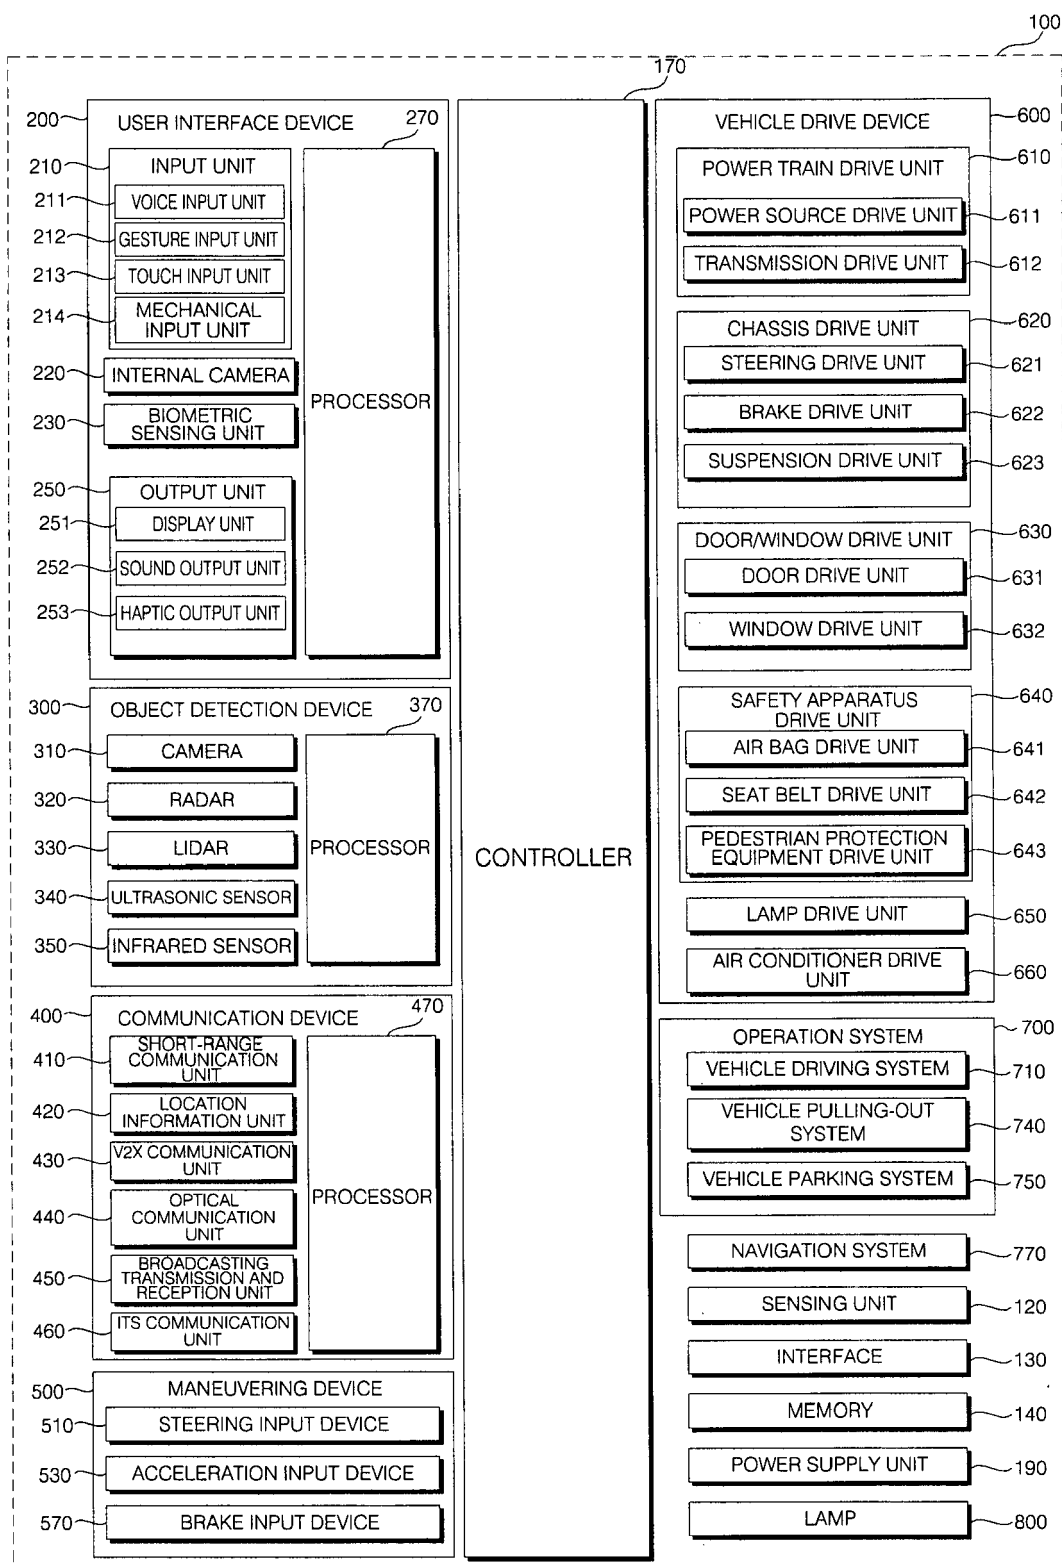 100
170
200
USER INTERFACE DEVICE
270
210
INPUT UNIT
211
VOICE INPUT UNIT
212
GESTURE INPUT UNIT
213
TOUCH INPUT UNIT
214
MECHANICAL
INPUT UNIT
220
INTERNAL CAMERA
230
BIOMETRIC
SENSING UNIT
250
OUTPUT UNIT
251
DISPLAY UNIT
252
SOUND OUTPUT UNIT
253
HAPTIC OUTPUT UNIT
PROCESSOR
300
OBJECT DETECTION DEVICE
370
310
CAMERA
320
RADAR
330
LIDAR
340
ULTRASONIC SENSOR
350
INFRARED SENSOR
PROCESSOR
400
COMMUNICATION DEVICE
470
410
SHORT-RANGE
COMMUNICATION
UNIT
420
LOCATION
INFORMATION UNIT
430
V2X COMMUNICATION
UNIT
440
OPTICAL
COMMUNICATION
UNIT
450
BROADCASTING
TRANSMISSION AND
RECEPTION UNIT
460
ITS COMMUNICATION
UNIT
PROCESSOR
500
MANEUVERING DEVICE
510
STEERING INPUT DEVICE
530
ACCELERATION INPUT DEVICE
570
BRAKE INPUT DEVICE
CONTROLLER
VEHICLE DRIVE DEVICE
600
POWER TRAIN DRIVE UNIT
610
POWER SOURCE DRIVE UNIT
611
TRANSMISSION DRIVE UNIT
612
CHASSIS DRIVE UNIT
620
STEERING DRIVE UNIT
621
BRAKE DRIVE UNIT
622
SUSPENSION DRIVE UNIT
623
DOOR/WINDOW DRIVE UNIT
630
DOOR DRIVE UNIT
631
WINDOW DRIVE UNIT
632
SAFETY APPARATUS
DRIVE UNIT
640
AIR BAG DRIVE UNIT
641
SEAT BELT DRIVE UNIT
642
PEDESTRIAN PROTECTION
EQUIPMENT DRIVE UNIT
643
LAMP DRIVE UNIT
650
AIR CONDITIONER DRIVE
UNIT
660
OPERATION SYSTEM
700
VEHICLE DRIVING SYSTEM
710
VEHICLE PULLING-OUT
SYSTEM
740
VEHICLE PARKING SYSTEM
750
NAVIGATION SYSTEM
770
SENSING UNIT
120
INTERFACE
130
MEMORY
140
POWER SUPPLY UNIT
190
LAMP
800